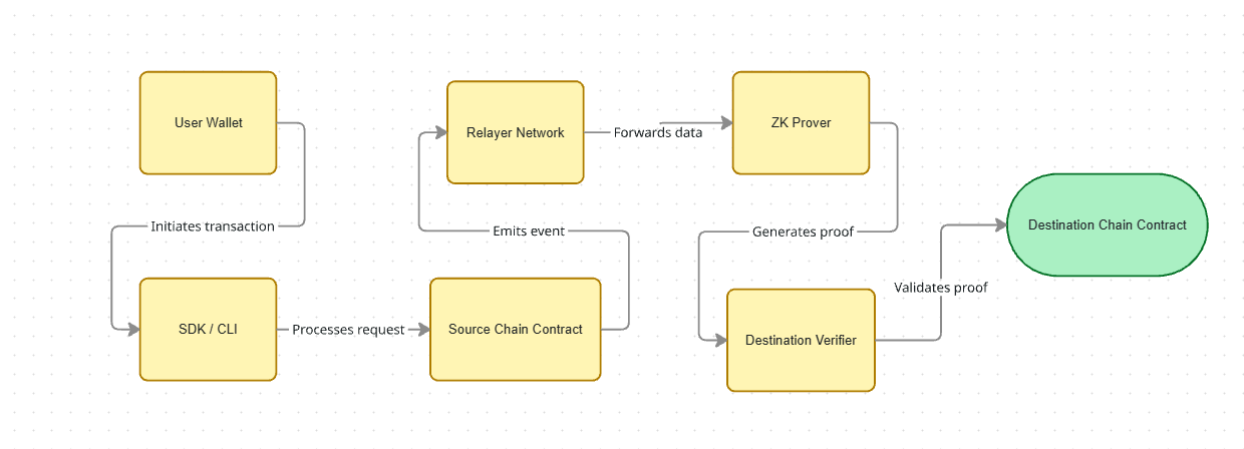 User Wallet
Initiates transaction
SDK / CLI
Processes request
Source Chain Contract
Emits event
Relayer Network
Forwards data
ZK Prover
Generates proof
Destination Verifier
Validates proof
Destination Chain Contract